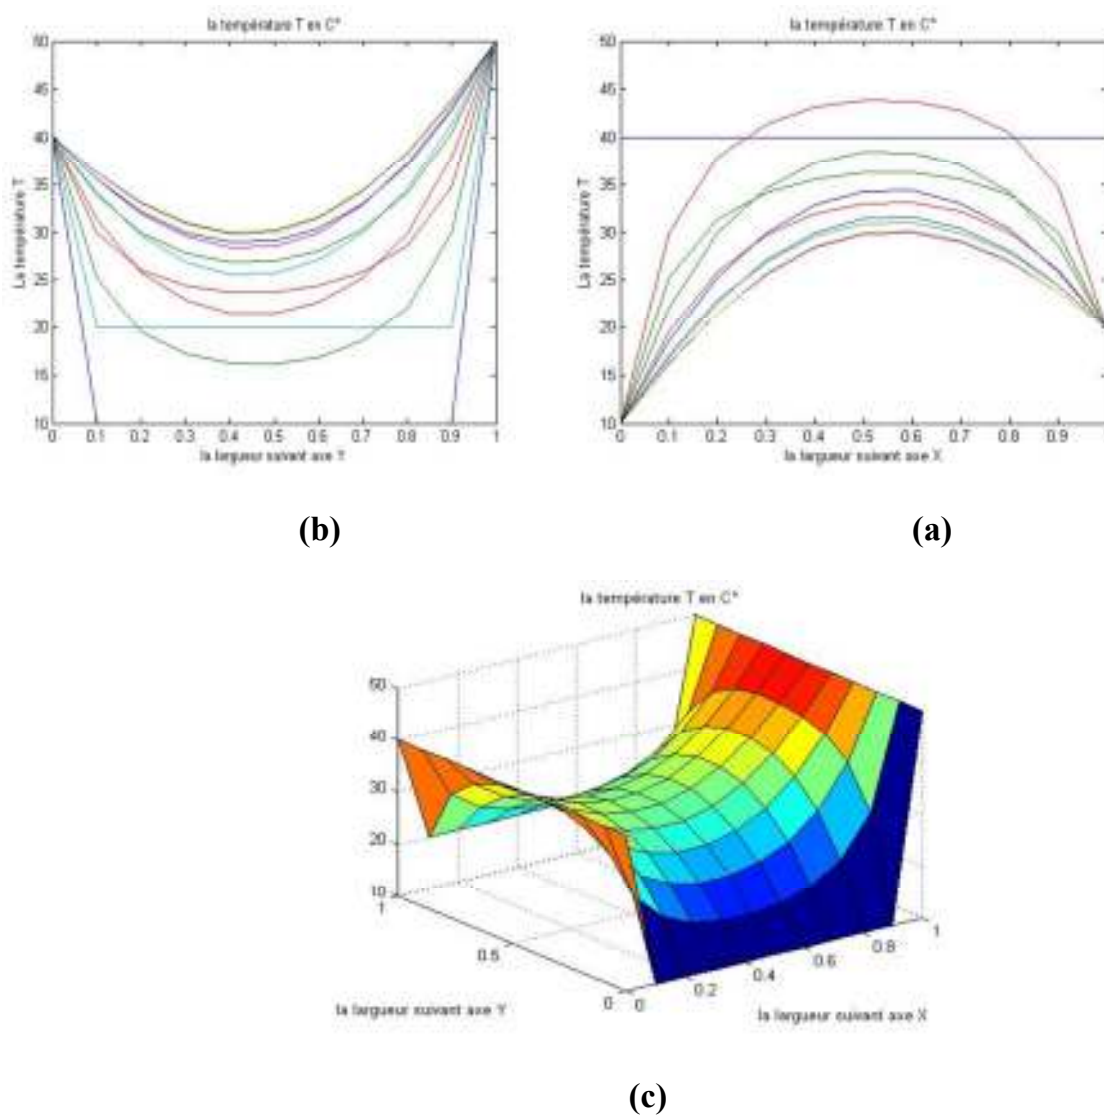 la température T en C°
50
45
40
35
30
25
20
15
10
La température T
0 0.1 0.2 0.3 0.4 0.5 0.6 0.7 0.8 0.9 1
la largueur suivant axe Y
(b)
la température T en C°
50
45
40
35
30
25
20
15
10
La température T
0 0.1 0.2 0.3 0.4 0.5 0.6 0.7 0.8 0.9
la largueur suivant axe X
(a)
la température T en C°
50
40
30
20
10
1
0.5
0
la largueur suivant axe Y
0 0.2 0.4 0.6 0.8 1
la largueur suivant axe X
(c)